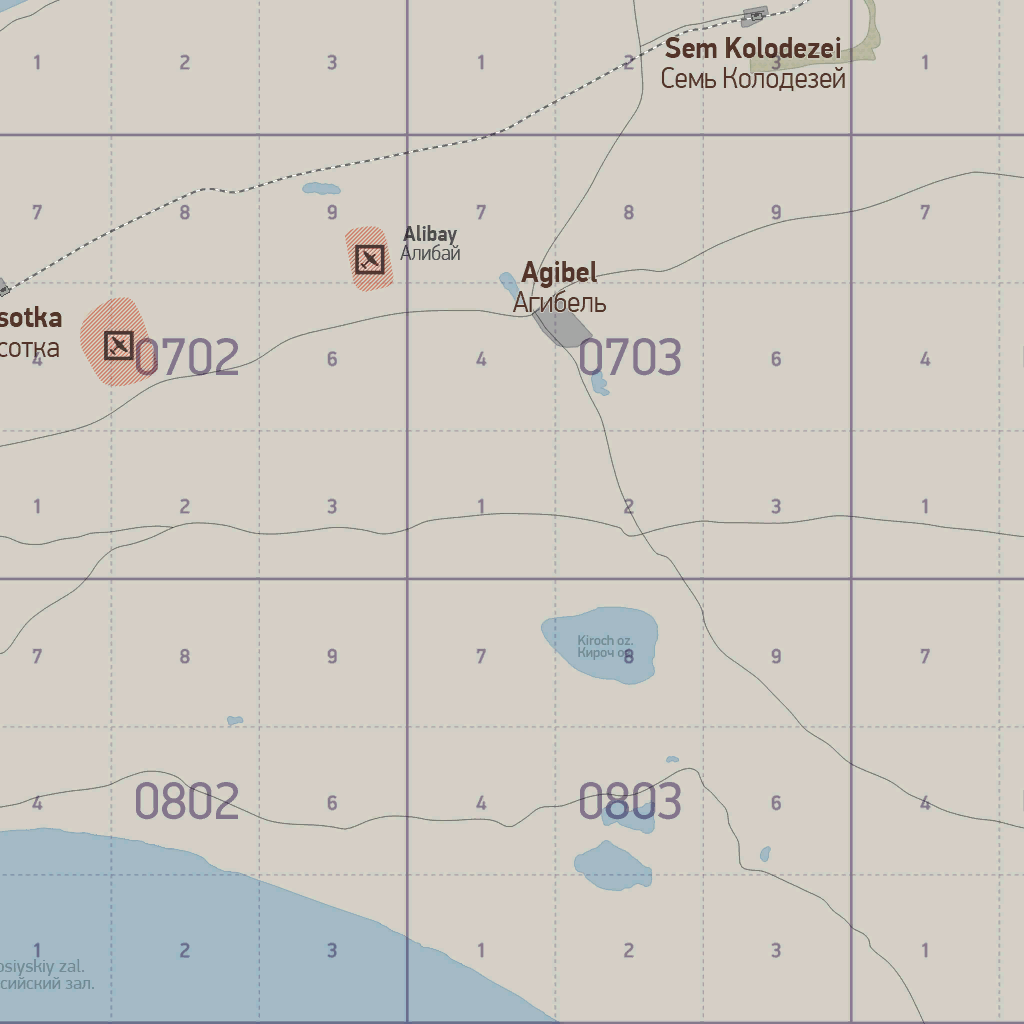 Sem Kolodezei
Семь Колодезей
1 2 3 1 2 3 1
7 8 9 7 8 9 7
Alibay
Алибай
Agibel
Агибель
sotka
сотка
4 0702 6 4 0703 6 4
1 2 3 1 2 3 1
7 8 9 7 8 9 7
Kiroch oz.
Кироч оз.
4 0802 6 4 0803 6 4
1 2 3 1 2 3 1
osiyskiy zal.
сийский зал.